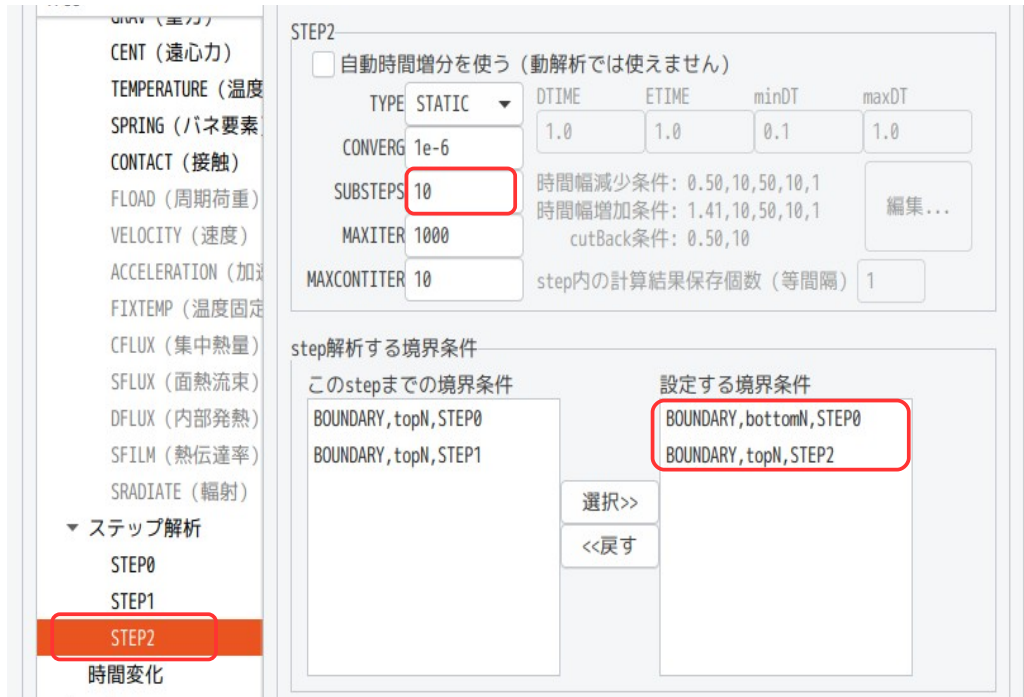 GRAV (重力)
CENT (遠心力)
TEMPERATURE (温度
SPRING (バネ要素
CONTACT (接触)
FLOAD (周期荷重)
VELOCITY (速度)
ACCELERATION (加速
FIXTEMP (温度固定
CFLUX (集中熱量)
SFLUX (面熱流束)
DFLUX (内部発熱)
SFILM (熱伝達率)
SRADIATE (輻射)
ステップ解析
STEP0
STEP1
STEP2
時間変化
STEP2
自動時間増分を使う (動解析では使えません)
TYPE STATIC
CONVERG 1e-6
SUBSTEPS 10
MAXITER 1000
MAXCONTITER 10
DTIME ETIME minDT maxDT
1.0 1.0 0.1 1.0
時間幅減少条件: 0.50,10,50,10,1
時間幅増加条件: 1.41,10,50,10,1
cutBack条件: 0.50,10
編集...
step内の計算結果保存個数 (等間隔) 1
step解析する境界条件
このstepまでの境界条件
BOUNDARY,topN,STEP0
BOUNDARY,topN,STEP1
選択>>
<<戻す
設定する境界条件
BOUNDARY,bottomN,STEP0
BOUNDARY,topN,STEP2